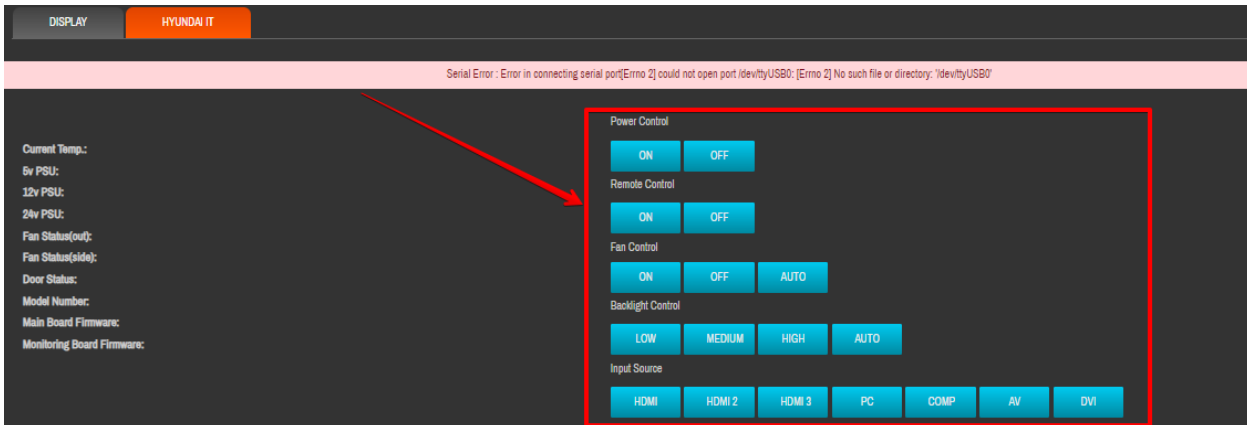 DISPLAY HYUNDAI IT
Serial Error : Error in connecting serial port[Errno 2] could not open port /dev/ttyUSB0: [Errno 2] No such file or directory: '/dev/ttyUSB0'
Current Temp.:
5v PSU:
12v PSU:
24v PSU:
Fan Status(out):
Fan Status(side):
Door Status:
Model Number:
Main Board Firmware:
Monitoring Board Firmware:
Power Control
ON OFF
Remote Control
ON OFF
Fan Control
ON OFF AUTO
Backlight Control
LOW MEDIUM HIGH AUTO
Input Source
HDMI HDMI 2 HDMI 3 PC COMP AV DVI